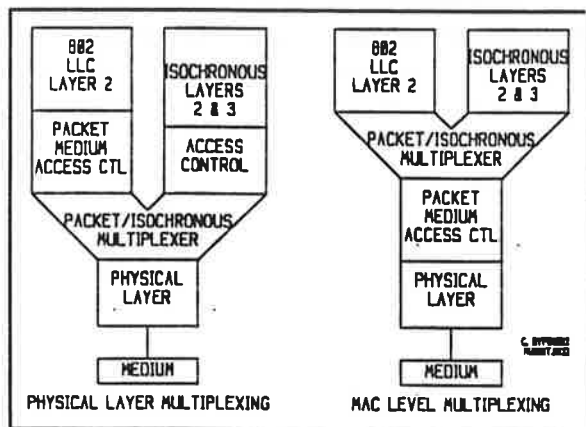 802
LLC
LAYER 2
ISOCHRONOUS
LAYERS
2 & 3
PACKET
MEDIUM
ACCESS CTL
ACCESS
CONTROL
PACKET/ISOCHRONOUS
MULTIPLEXER
PHYSICAL
LAYER
MEDIUM
PHYSICAL LAYER MULTIPLEXING
802
LLC
LAYER 2
ISOCHRONOUS
LAYERS
2 & 3
PACKET/ISOCHRONOUS
MULTIPLEXER
PACKET
MEDIUM
ACCESS CTL
PHYSICAL
LAYER
MEDIUM
MAC LEVEL MULTIPLEXING